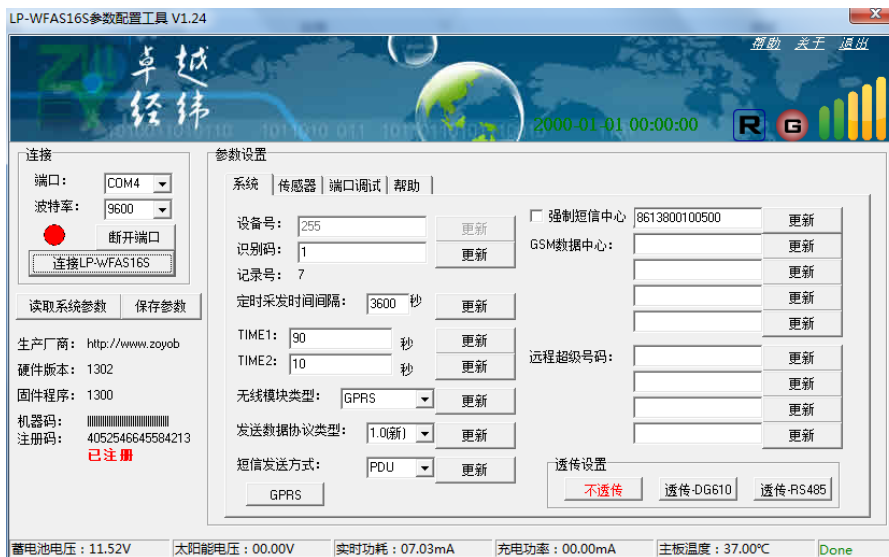 LP-WFAS16S参数配置工具 V1.24
帮助 关于 退出
卓越
经纬
2000-01-01 00:00:00
R G
连接
端口： COM4
波特率： 9600
断开端口
连接LP-WFAS16S
读取系统参数 保存参数
生产厂商： http://www.zoyob
硬件版本： 1302
固件程序： 1300
机器码：
注册码： 4052546645584213
已注册
参数设置
系统 传感器 端口调试 帮助
设备号： 255 更新
识别码： 1 更新
记录号： 7
定时采发时间间隔： 3600 秒 更新
TIME1： 90 秒 更新
TIME2： 10 秒 更新
无线模块类型： GPRS 更新
发送数据协议类型： 1.0(新) 更新
短信发送方式： PDU 更新
GPRS
强制短信中心 8613800100500 更新
GSM数据中心： 更新
更新
更新
更新
远程超级号码： 更新
更新
更新
更新
透传设置
不透传 透传-DG610 透传-RS485
蓄电池电压：11.52V 太阳能电压：00.00V 实时功耗：07.03mA 充电功率：00.00mA 主板温度：37.00℃ Done